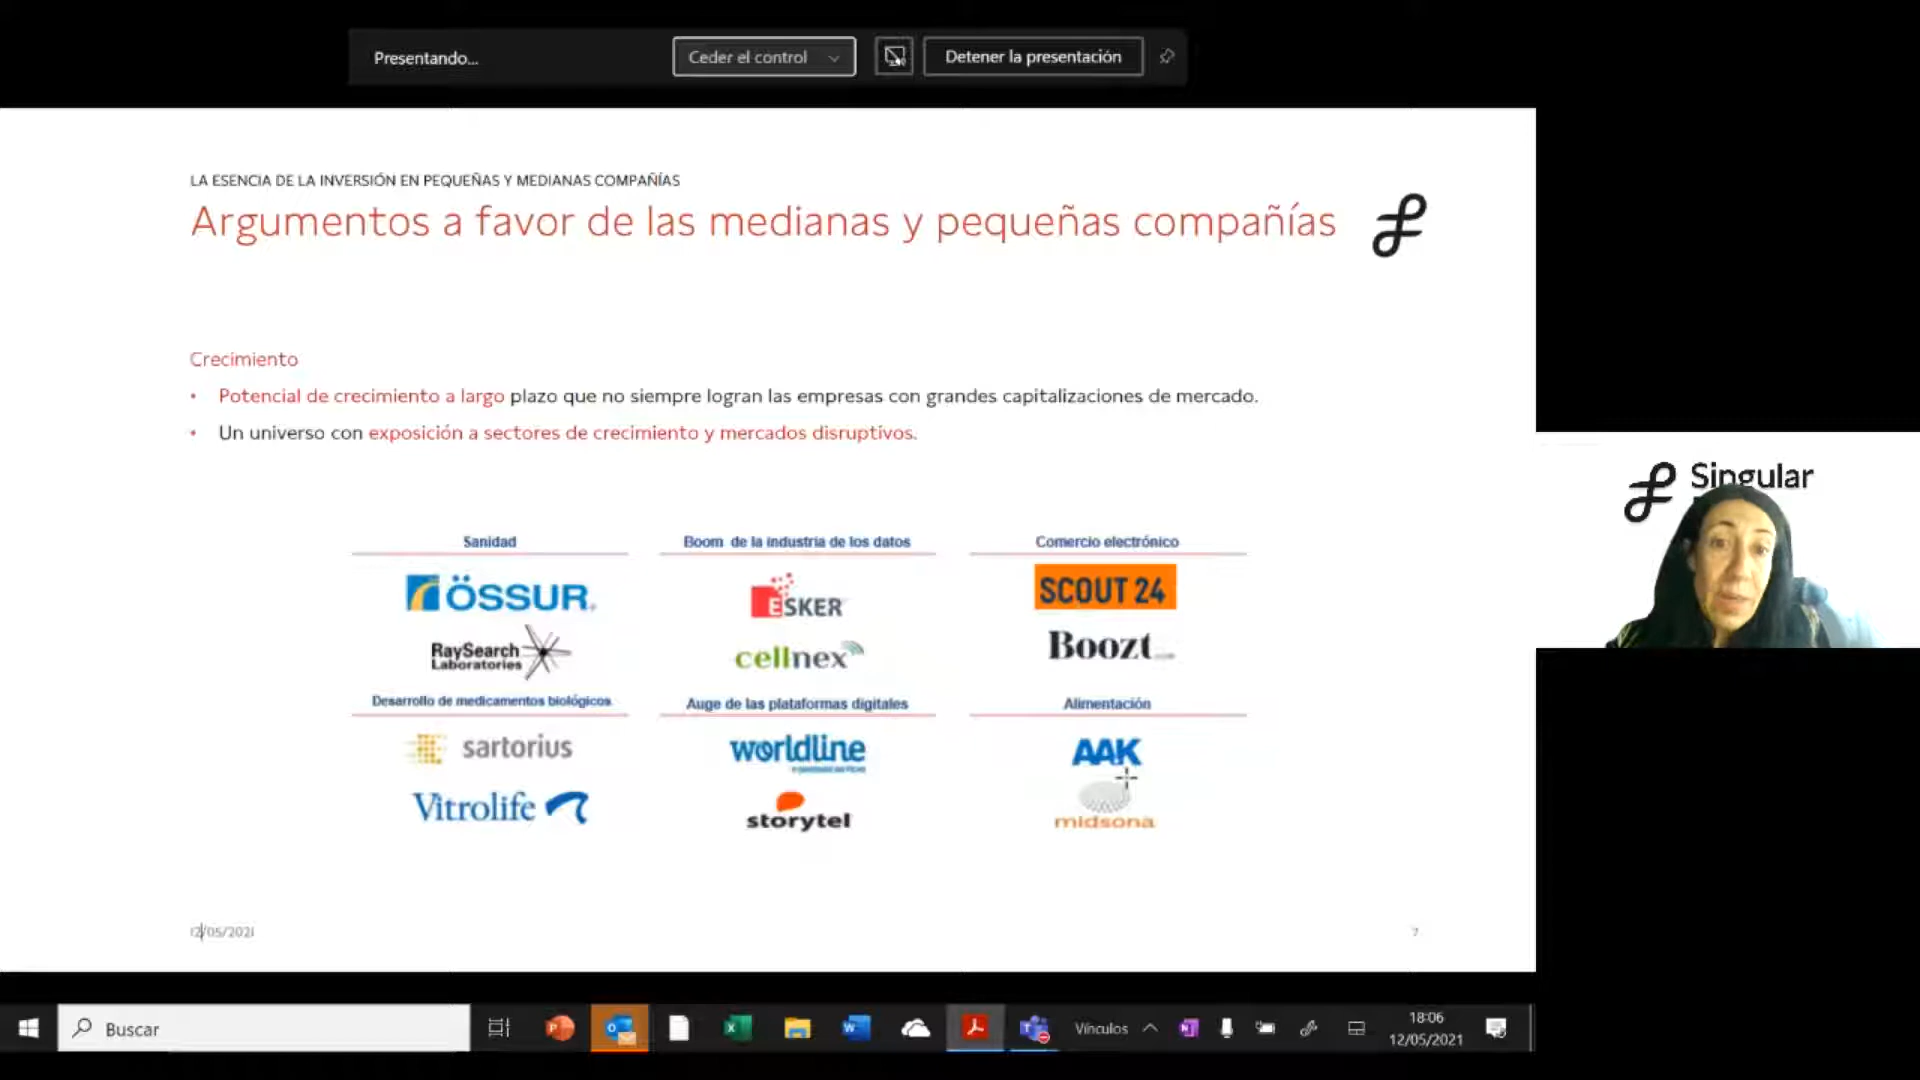 Presentando...
Ceder el control
Detener la presentación
LA ESENCIA DE LA INVERSIÓN EN PEQUEÑAS Y MEDIANAS COMPAÑÍAS
Argumentos a favor de las medianas y pequeñas compañías
Crecimiento
• Potencial de crecimiento a largo plazo que no siempre logran las empresas con grandes capitalizaciones de mercado.
• Un universo con exposición a sectores de crecimiento y mercados disruptivos.
Singular
Sanidad
Boom de la industria de los datos
Comercio electrónico
ÖSSUR
ESKER
SCOUT 24
RaySearch
Laboratories
cellnex
Boozt
Desarrollo de medicamentos biológicos
Auge de las plataformas digitales
Alimentación
sartorius
worldline
AAK
Vitrolife
storytel
midsona
12/05/2021
7
Buscar
Vínculos
18:06
12/05/2021